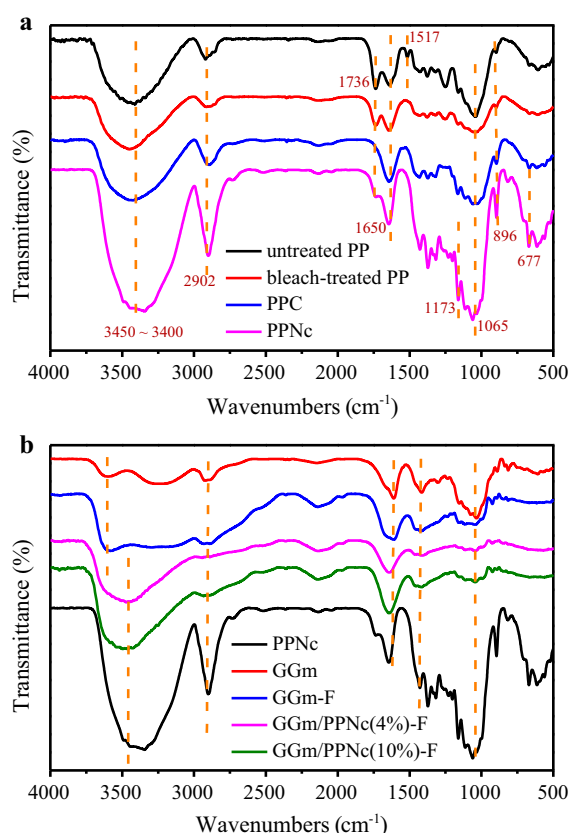 a
1517
1736
Transmittance (%)
1650
untreated PP
2902
896
bleach-treated PP
677
PPC
1173
3450 ~ 3400
PPNc
1065
4000 3500 3000 2500 2000 1500 1000 500
Wavenumbers (cm⁻¹)
b
Transmittance (%)
PPNc
GGm
GGm-F
GGm/PPNc(4%)-F
GGm/PPNc(10%)-F
4000 3500 3000 2500 2000 1500 1000 500
Wavenumbers (cm⁻¹)